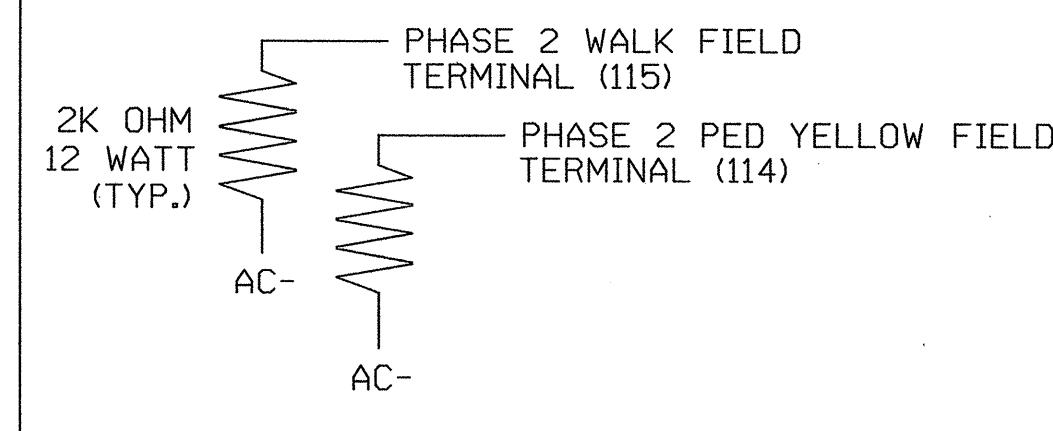 PHASE 2 WALK FIELD
TERMINAL (115)
2K OHM
12 WATT
(TYP.)
PHASE 2 PED YELLOW FIELD
TERMINAL (114)
AC-
AC-